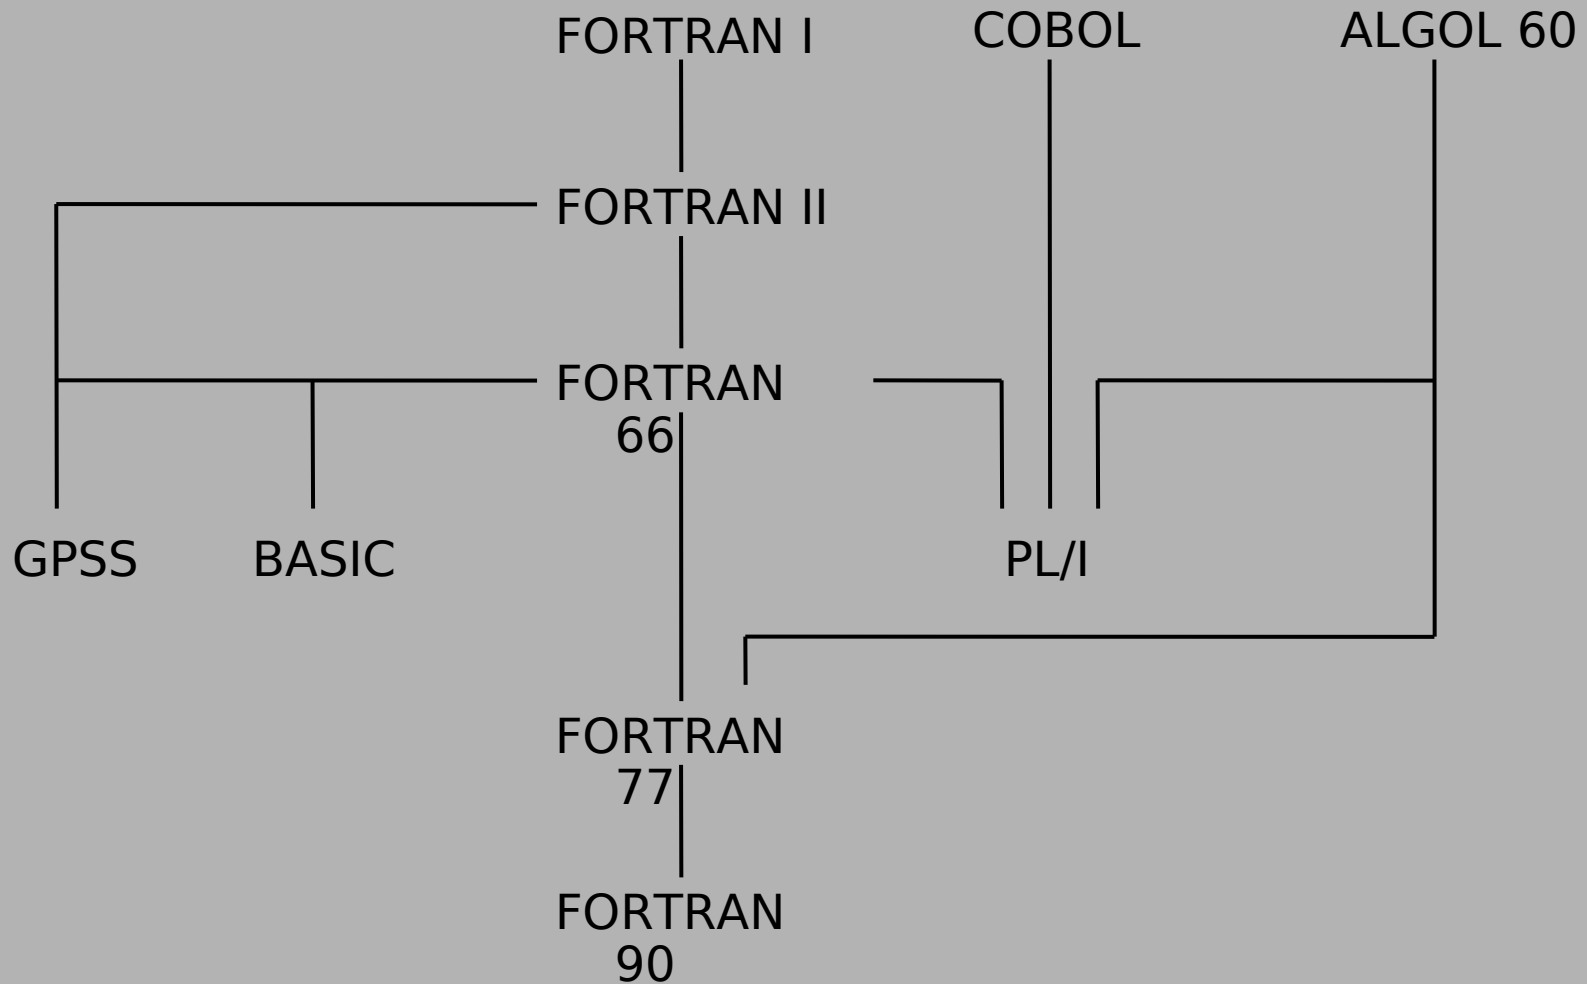 FORTRAN I
COBOL
ALGOL 60
FORTRAN II
FORTRAN
66
GPSS
BASIC
PL/I
FORTRAN
77
FORTRAN
90